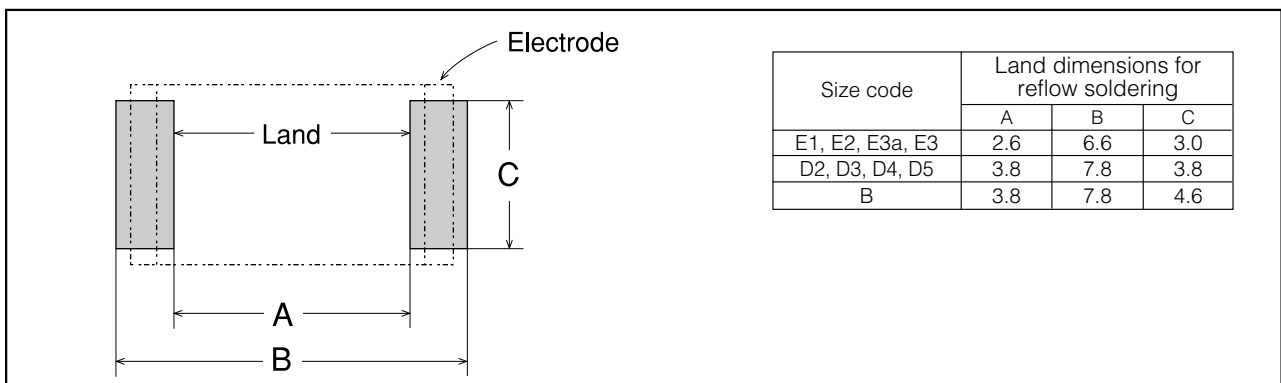 Electrode
Land
C
A
B
Size code
Land dimensions for
reflow soldering
A B C
E1, E2, E3a, E3 2.6 6.6 3.0
D2, D3, D4, D5 3.8 7.8 3.8
B 3.8 7.8 4.6